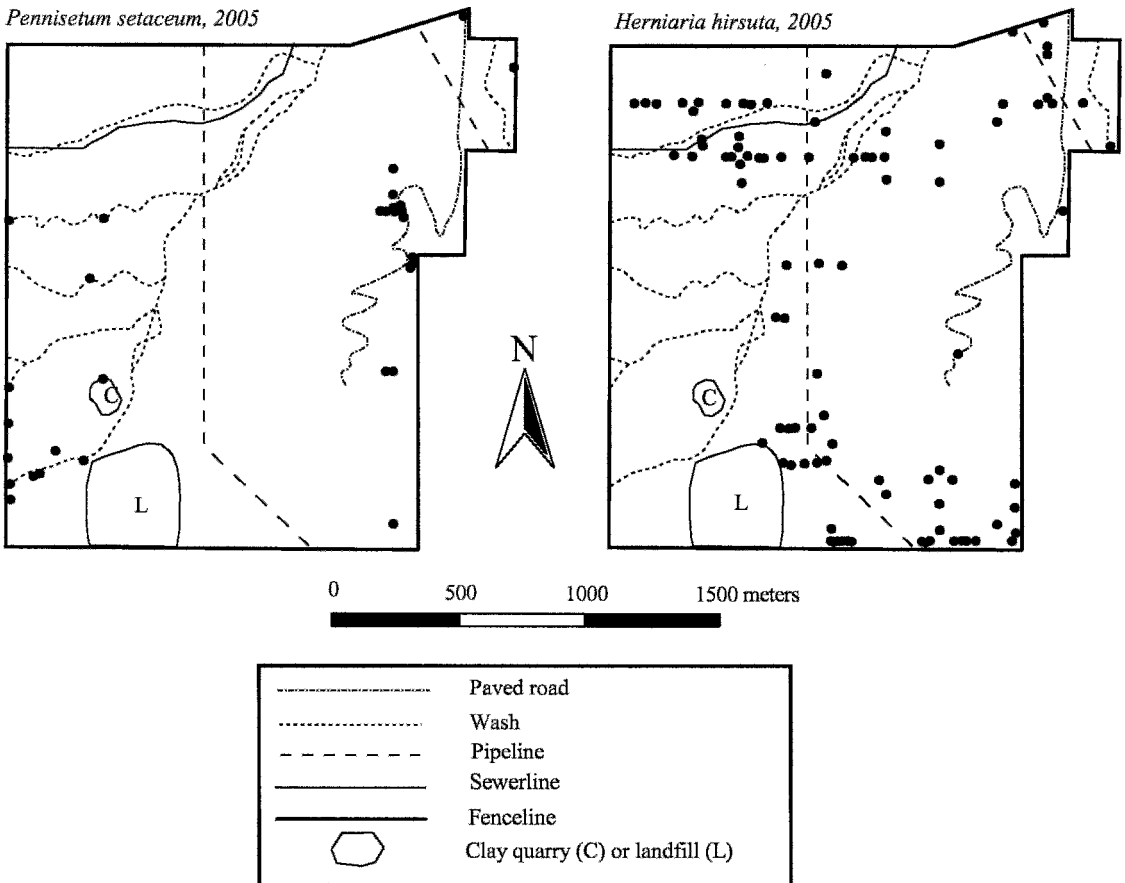 Pennisetum setaceum, 2005
Herniaria hirsuta, 2005
C
L
N
C
L
0 500 1000 1500 meters
Paved road
Wash
Pipeline
Sewerline
Fenceline
Clay quarry (C) or landfill (L)